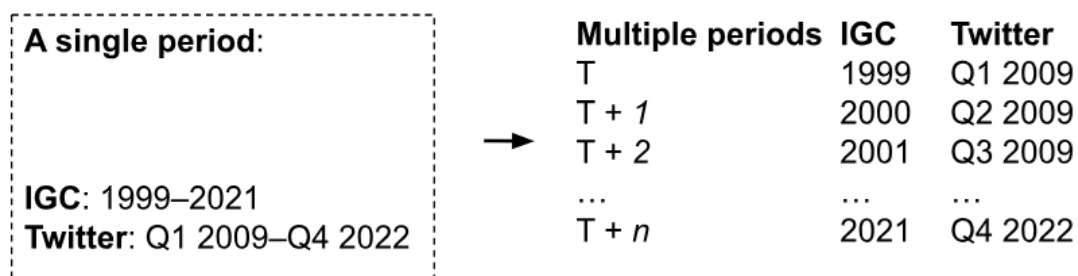 A single period:
IGC: 1999–2021
Twitter: Q1 2009–Q4 2022
Multiple periods IGC Twitter
T 1999 Q1 2009
T + 1 2000 Q2 2009
T + 2 2001 Q3 2009
… … …
T + n 2021 Q4 2022